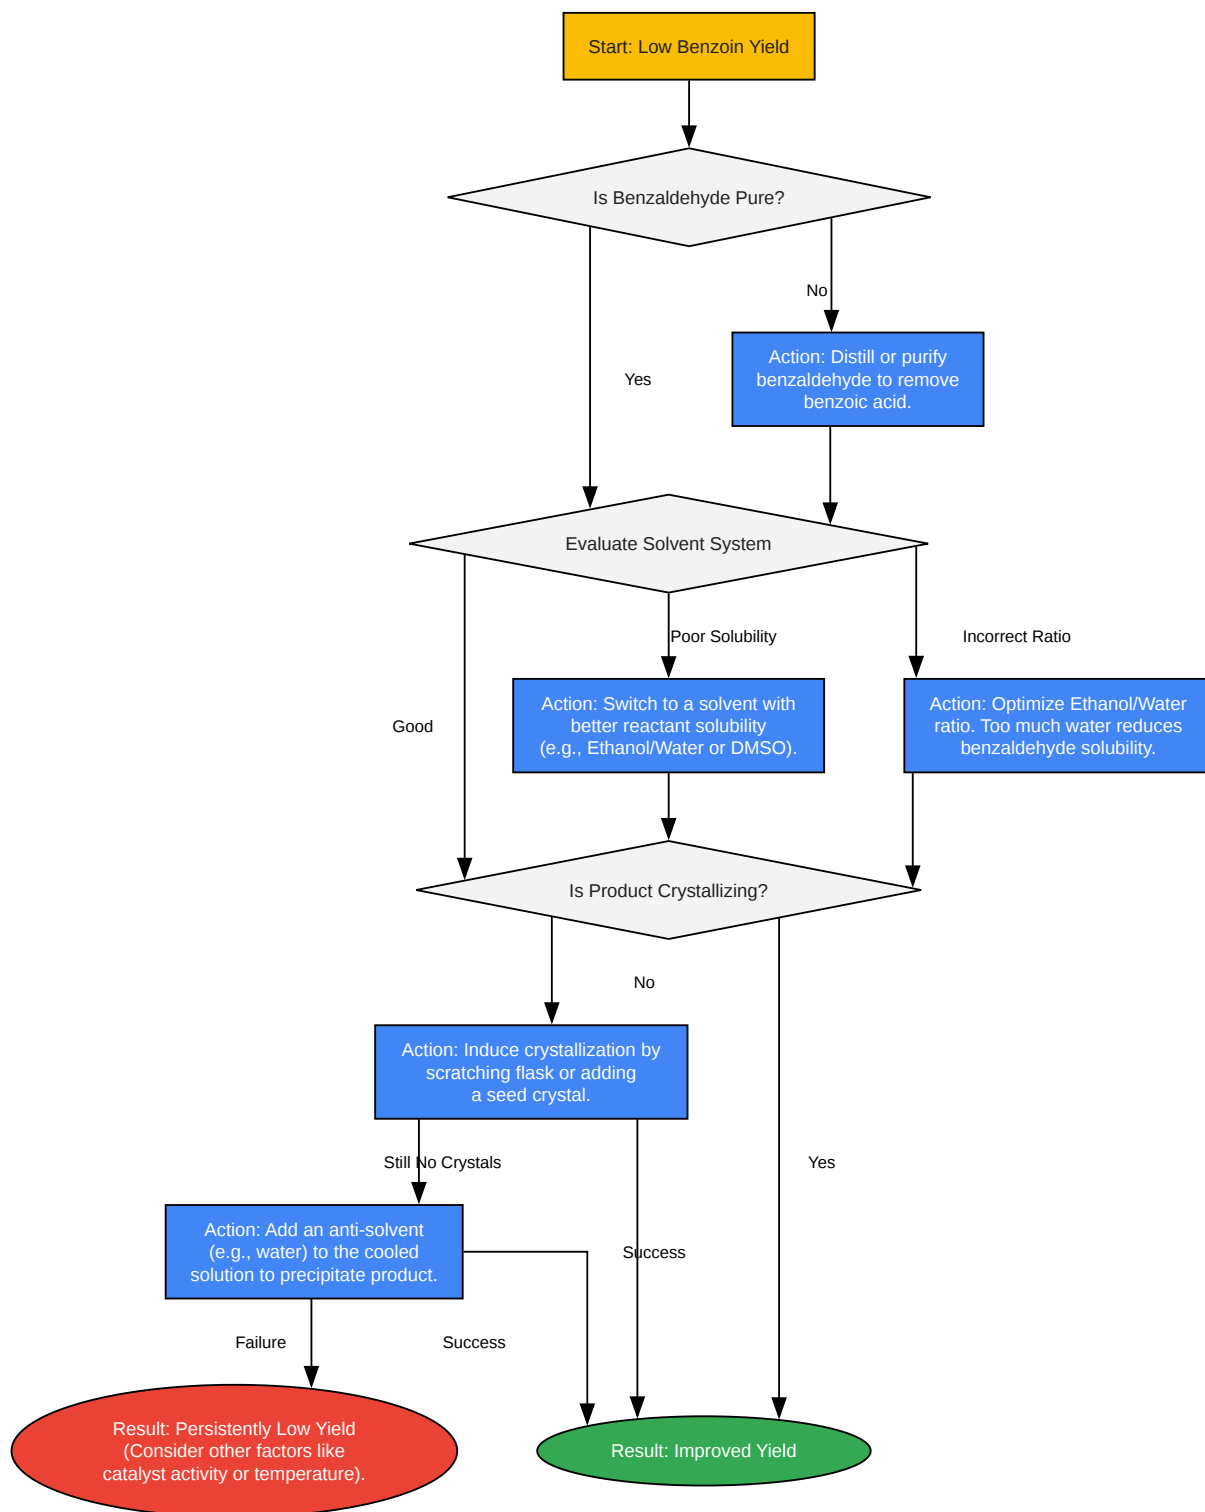 Start: Low Benzoin Yield
Is Benzaldehyde Pure?
No
Yes
Action: Distill or purify
benzaldehyde to remove
benzoic acid.
Evaluate Solvent System
Poor Solubility
Incorrect Ratio
Good
Action: Switch to a solvent with
better reactant solubility
(e.g., Ethanol/Water or DMSO).
Action: Optimize Ethanol/Water
ratio. Too much water reduces
benzaldehyde solubility.
Is Product Crystallizing?
No
Yes
Action: Induce crystallization by
scratching flask or adding
a seed crystal.
Still No Crystals
Success
Action: Add an anti-solvent
(e.g., water) to the cooled
solution to precipitate product.
Failure
Success
Result: Persistently Low Yield
(Consider other factors like
catalyst activity or temperature).
Result: Improved Yield